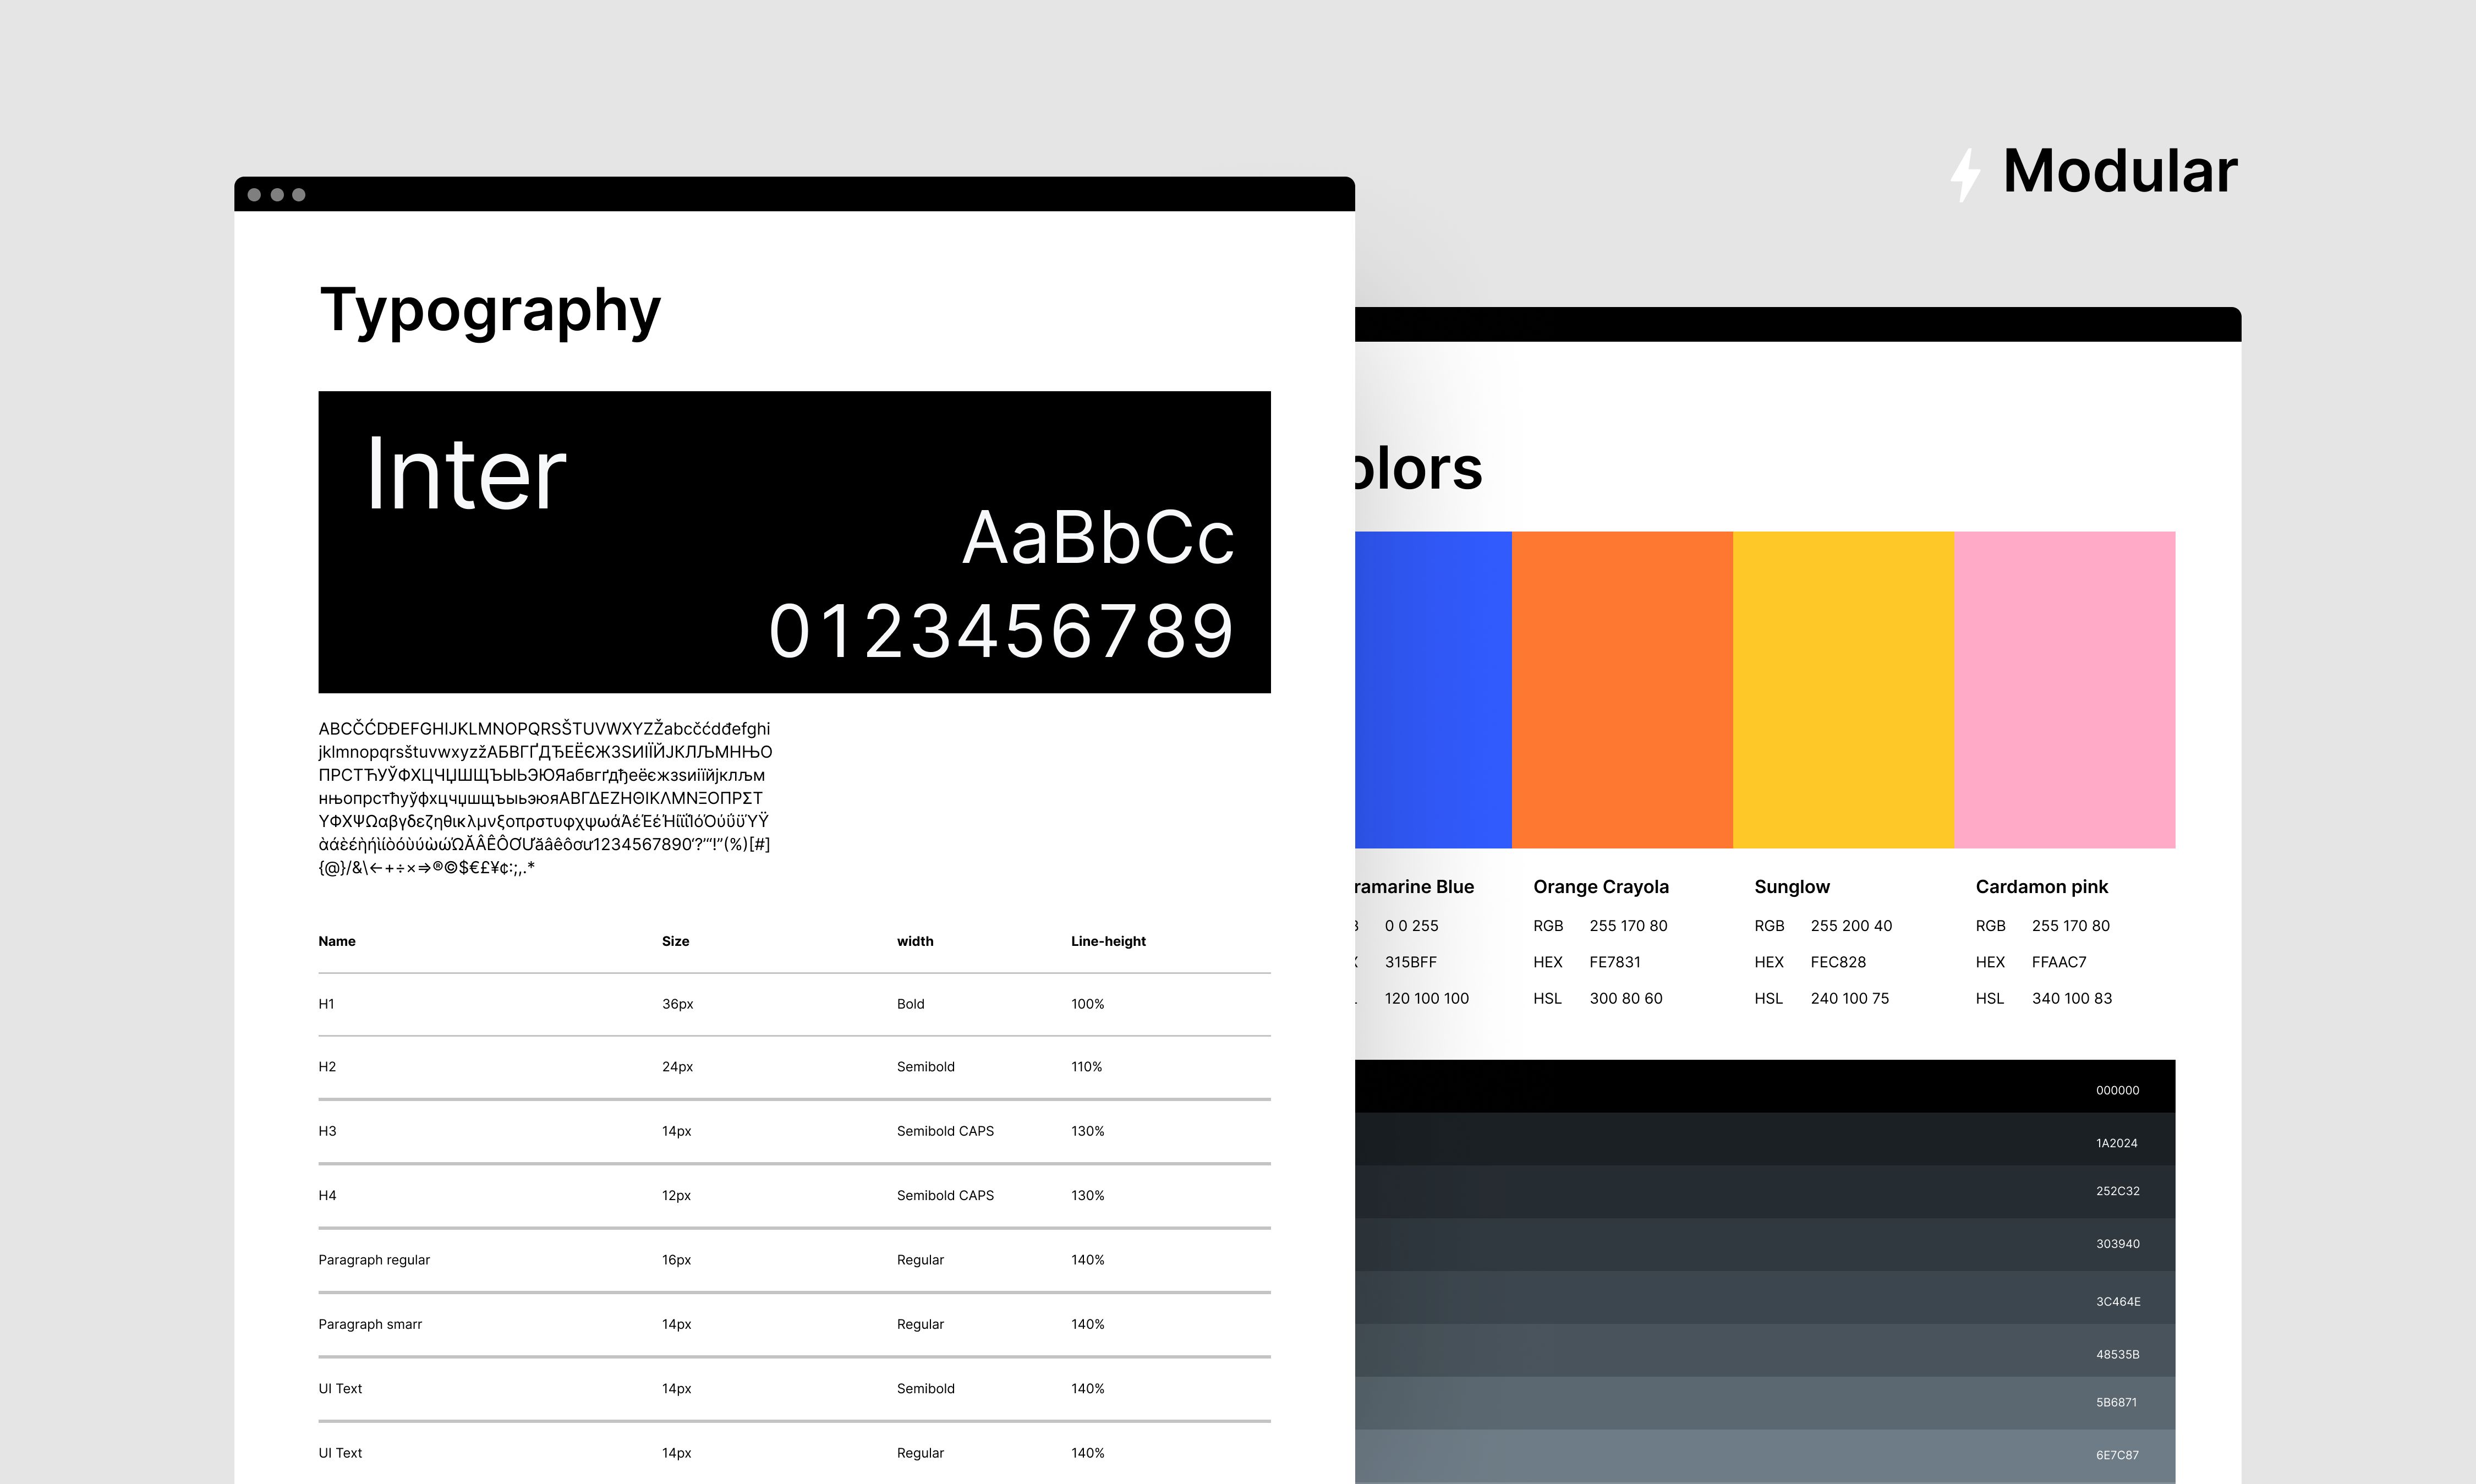 Modular
Typography
Inter
AaBbCc
0123456789
ABCČĆDĐEFGHIJKLMNOPQRSŠTUVWXYZŽabcčćdđefghi
jklmnopqrsštuvwxyzžАБВГҐДЂЕЁЄЖЗЅИІЇЙЈКЛЉМНЊО
ПРСТЋУЎФХЦЧЏШЩЪЫЬЭЮЯабвгґдђеёєжзѕиіїйјклљм
нњопрстћуўфхцчџшщъыьэюяΑΒΓΔΕΖΗΘΙΚΛΜΝΞΟΠΡΣΤ
ΥΦΧΨΩαβγδεζηθικλμνξοπρστυφχψωάΆέΈέΉίϊΐΊόΌύΰϋΎΫ
ὰάὲέὴήὶίὸόὺύὼώΏĂÂÊÔƠƯăâêôơư1234567890‘?’“!”(%)[#]
{@}/&\←+÷×⇒®©$€£¥¢:;,.*
Name Size width Line-height
H1 36px Bold 100%
H2 24px Semibold 110%
H3 14px Semibold CAPS 130%
H4 12px Semibold CAPS 130%
Paragraph regular 16px Regular 140%
Paragraph smarr 14px Regular 140%
UI Text 14px Semibold 140%
UI Text 14px Regular 140%
olors
ramarine Blue Orange Crayola Sunglow Cardamon pink
0 0 255 RGB 255 170 80 RGB 255 200 40 RGB 255 170 80
315BFF HEX FE7831 HEX FEC828 HEX FFAAC7
120 100 100 HSL 300 80 60 HSL 240 100 75 HSL 340 100 83
000000
1A2024
252C32
303940
3C464E
48535B
5B6871
6E7C87